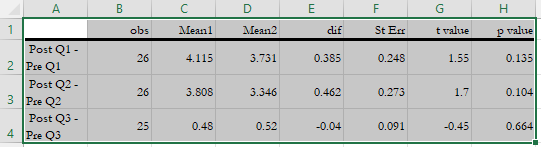 A B C D E F G H
1 obs Mean1 Mean2 dif St Err t value p value
Post Q1 -
2 Pre Q1 26 4.115 3.731 0.385 0.248 1.55 0.135
Post Q2 -
3 Pre Q2 26 3.808 3.346 0.462 0.273 1.7 0.104
Post Q3 -
4 Pre Q3 25 0.48 0.52 -0.04 0.091 -0.45 0.664